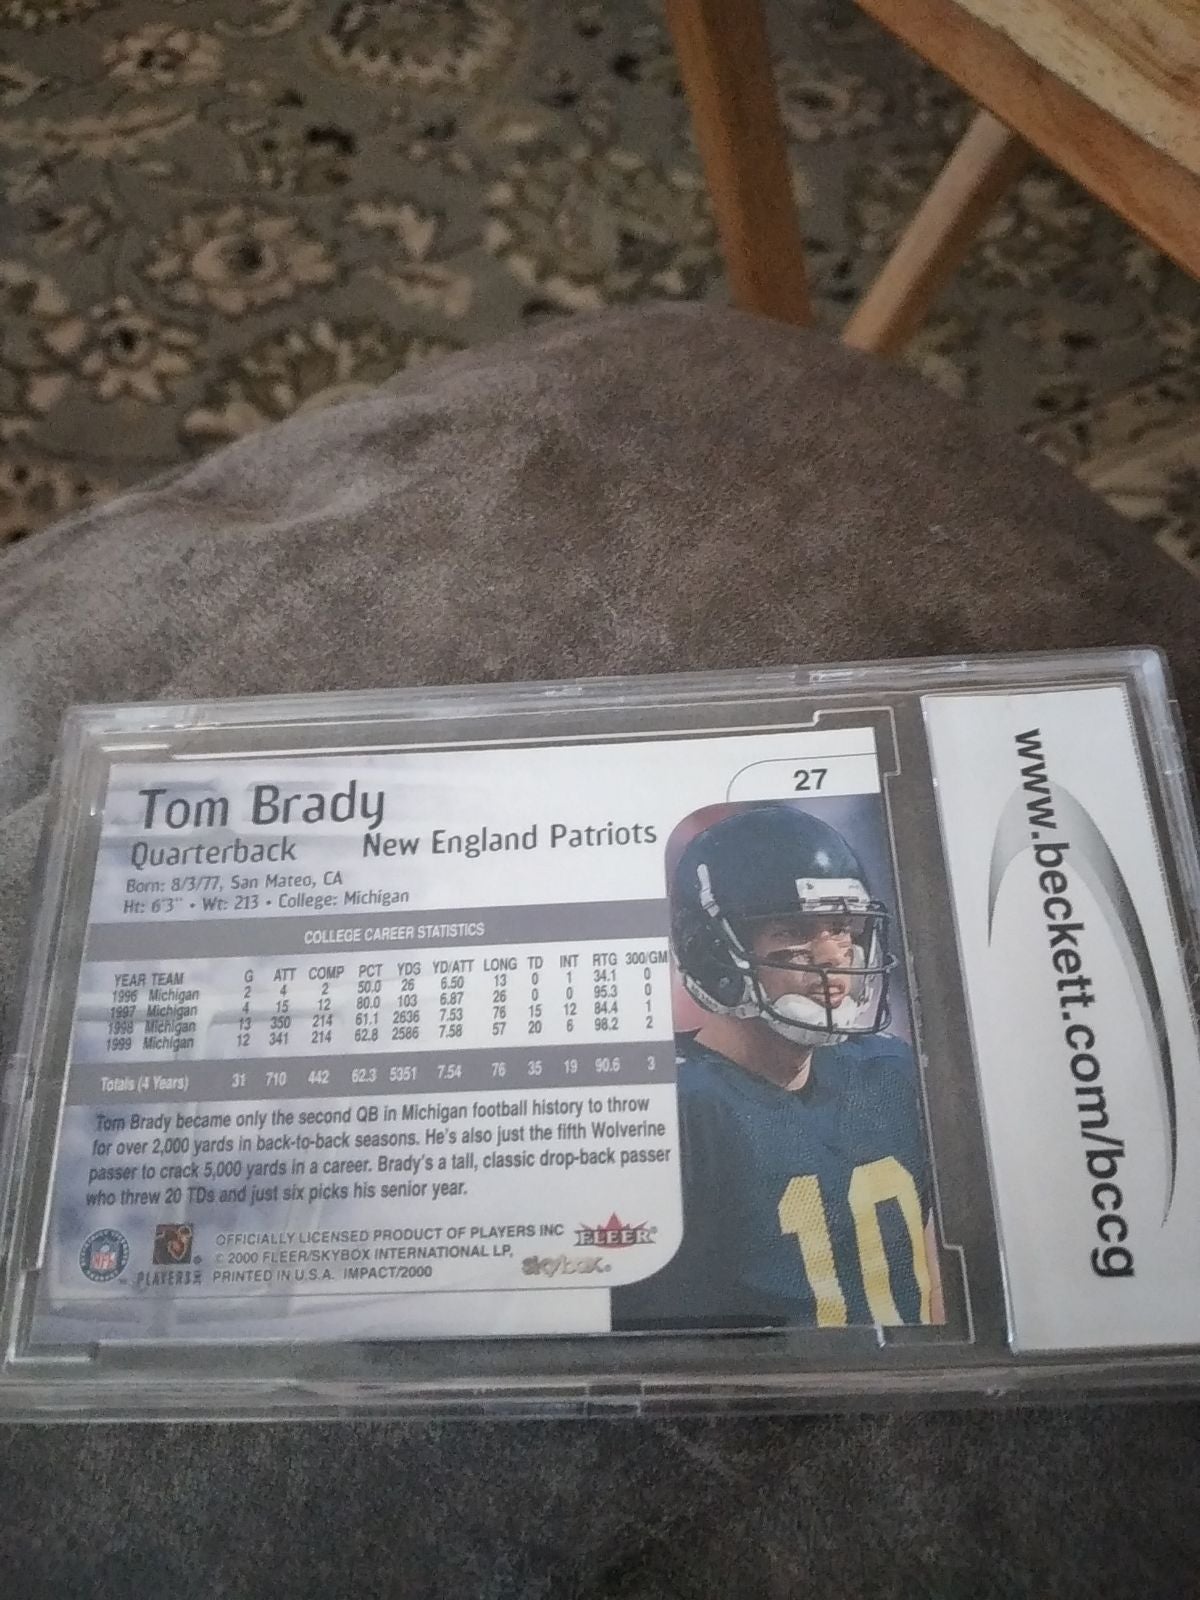 27
Tom Brady
Quarterback New England Patriots
Born: 8/3/77, San Mateo, CA
Ht: 6'3" • Wt: 213 • College: Michigan
COLLEGE CAREER STATISTICS
YEAR TEAM G ATT COMP PCT YDS YD/ATT LONG TD INT RTG 300/GM
1996 Michigan 2 4 2 50.0 26 6.50 13 0 1 34.1 0
1997 Michigan 4 15 12 80.0 103 6.87 26 0 0 95.3 0
1998 Michigan 13 350 214 61.1 2636 7.53 76 15 12 84.4 1
1999 Michigan 12 341 214 62.8 2586 7.58 57 20 6 98.2 2
Totals (4 Years) 31 710 442 62.3 5351 7.54 76 35 19 90.6 3
Tom Brady became only the second QB in Michigan football history to throw
for over 2,000 yards in back-to-back seasons. He's also just the fifth Wolverine
passer to crack 5,000 yards in a career. Brady's a tall, classic drop-back passer
who threw 20 TDs and just six picks his senior year.
NFL
PLAYERS
OFFICIALLY LICENSED PRODUCT OF PLAYERS INC
© 2000 FLEER/SKYBOX INTERNATIONAL LP,
PRINTED IN U.S.A. IMPACT/2000
FLEER
skybox
10
www.beckett.com/bccg